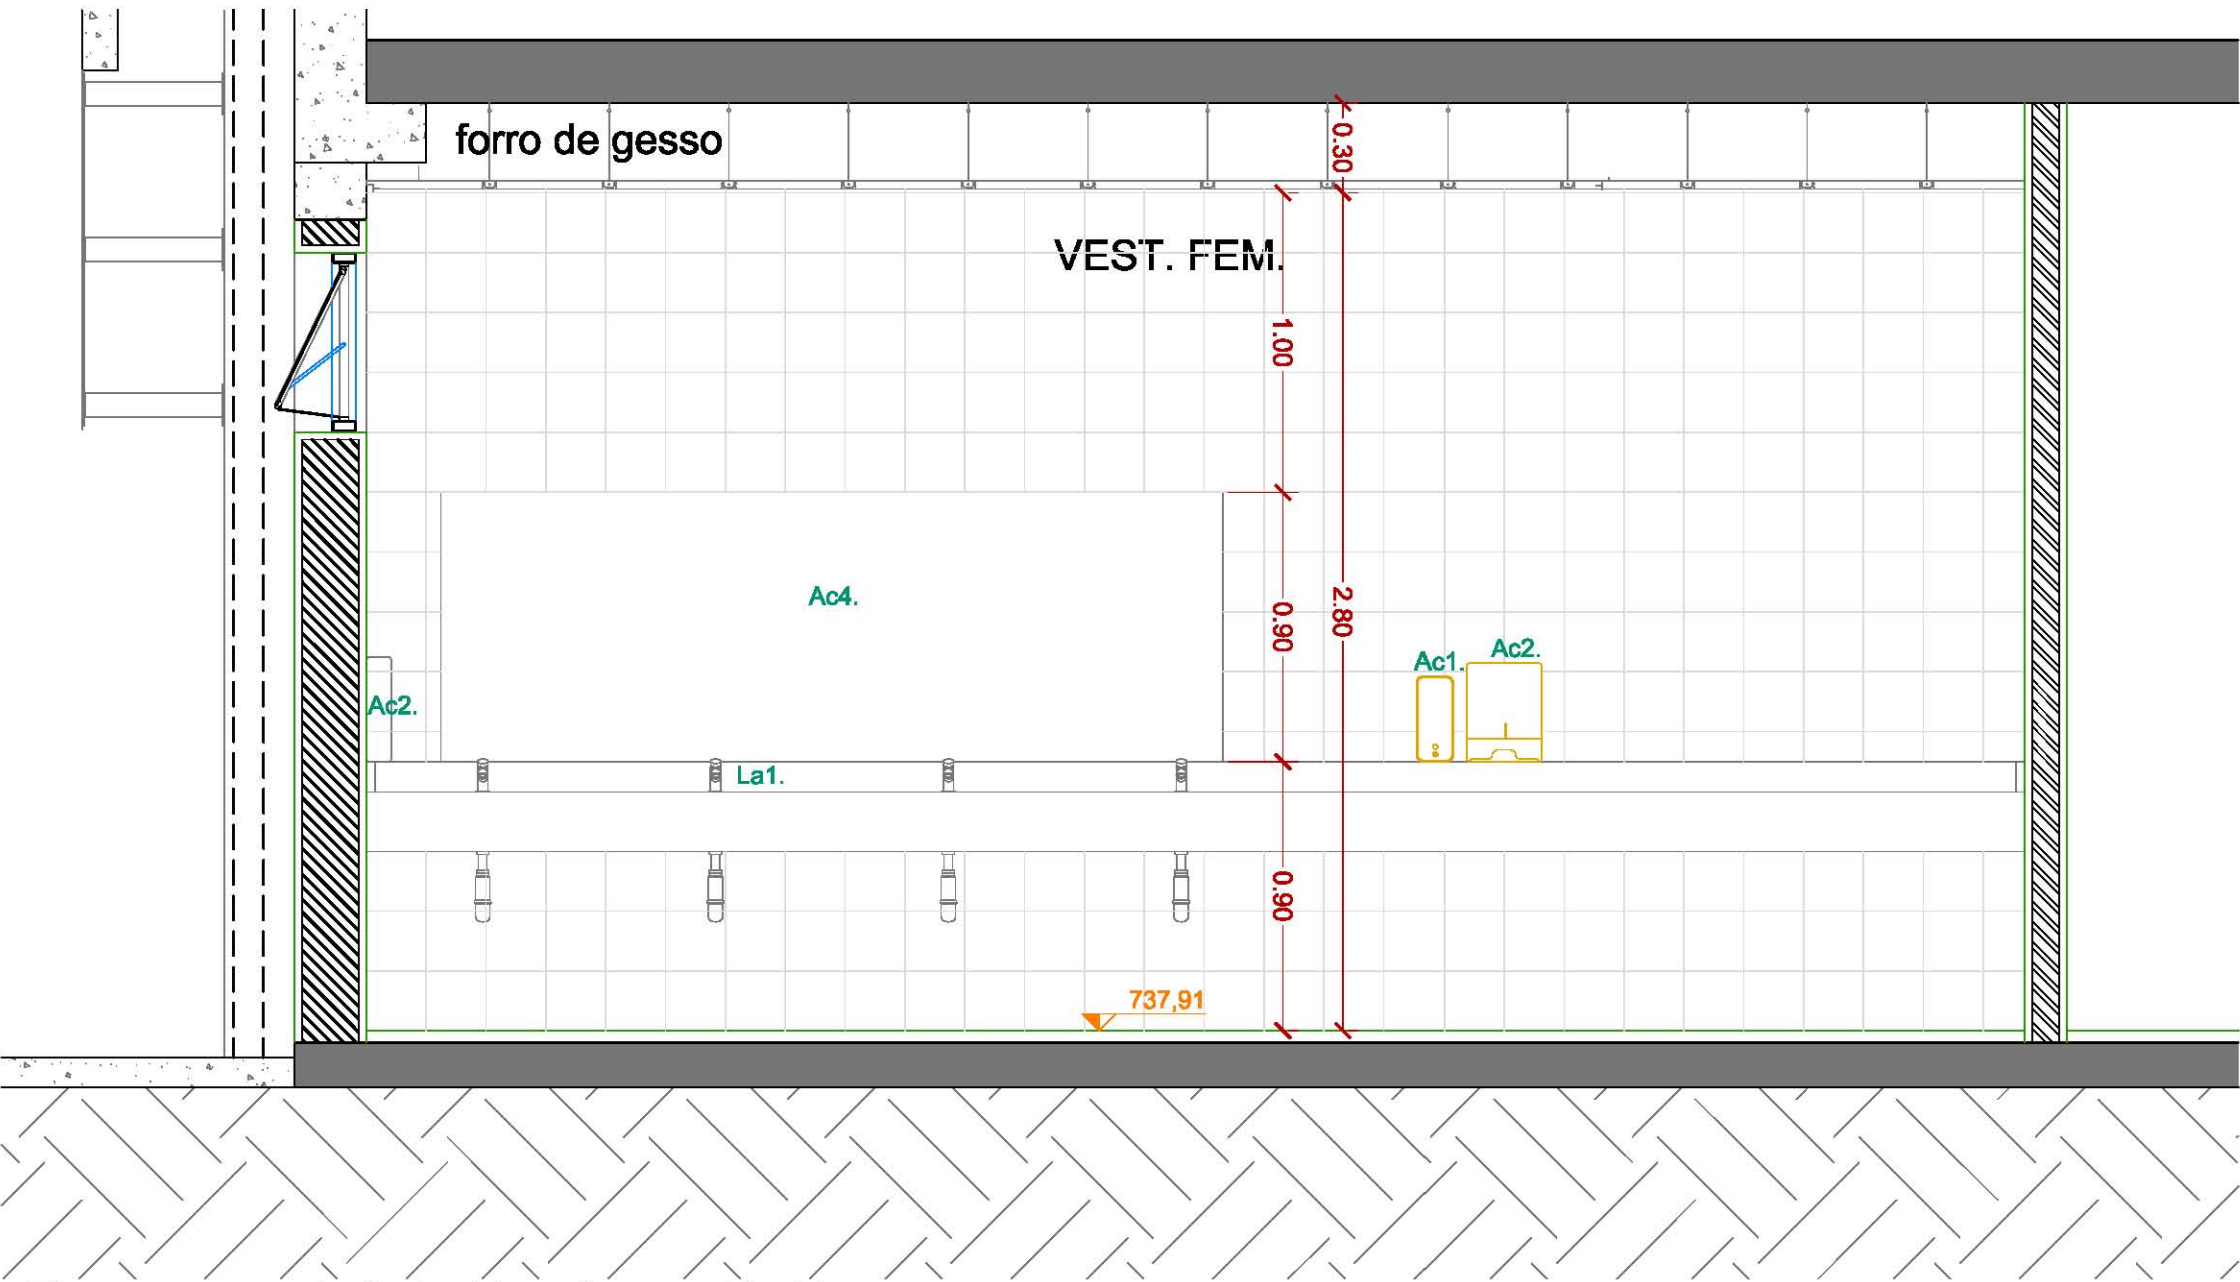 forro de gesso
0.30
VEST. FEM.
1.00
Ac4.
0.90
2.80
Ac1.
Ac2.
Ac2.
La1.
0.90
737,91